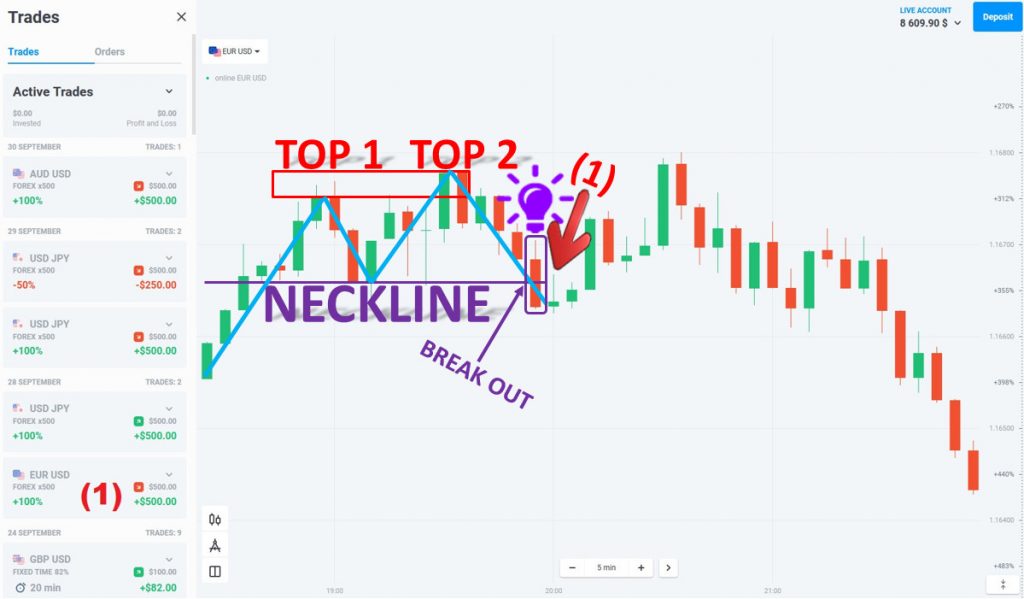 Trades
Trades Orders
Active Trades
$0.00 $0.00
Invested Profit and Loss
30 SEPTEMBER TRADES: 1
AUD USD
FOREX x500 $500.00
+100% +$500.00
29 SEPTEMBER TRADES: 2
USD JPY
FOREX x500 $500.00
-50% -$250.00
USD JPY
FOREX x500 $500.00
+100% +$500.00
28 SEPTEMBER TRADES: 2
USD JPY
FOREX x500 $500.00
+100% +$500.00
EUR USD
FOREX x500 $500.00
+100% (1) +$500.00
24 SEPTEMBER TRADES: 9
GBP USD
FIXED TIME 82% $100.00
20 min +$82.00
LIVE ACCOUNT
8 609.90 $
Deposit
EUR USD
online EUR USD
TOP 1 TOP 2
(1)
NECKLINE
BREAK OUT
+270%
1.16800
+312%
1.16700
+355%
1.16600
+398%
1.16500
+440%
1.16400
+483%
5 min
19:00 20:00 21:00